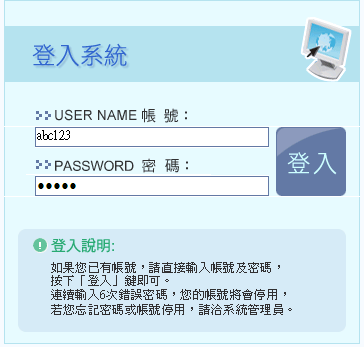 登入系統
USER NAME 帳 號：
abc123
PASSWORD 密 碼：
●●●●●
登入
登入說明:
如果您已有帳號，請直接輸入帳號及密碼，
按下「登入」鍵即可。
連續輸入6次錯誤密碼，您的帳號將會停用，
若您忘記密碼或帳號停用，請洽系統管理員。